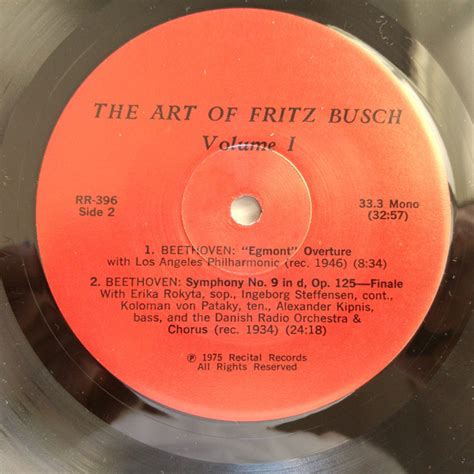 THE ART OF FRITZ BUSCH
Volume I
RR-396
Side 2
33.3 Mono
(32:57)
1. BEETHOVEN: "Egmont" Overture
with Los Angeles Philharmonic (rec. 1946) (8:34)
2. BEETHOVEN: Symphony No. 9 in d, Op. 125—Finale
With Erika Rokyta, sop., Ingeborg Steffensen, cont.,
Koloman von Pataky, ten., Alexander Kipnis,
bass, and the Danish Radio Orchestra &
Chorus (rec. 1934) (24:18)
℗ 1975 Recital Records
All Rights Reserved